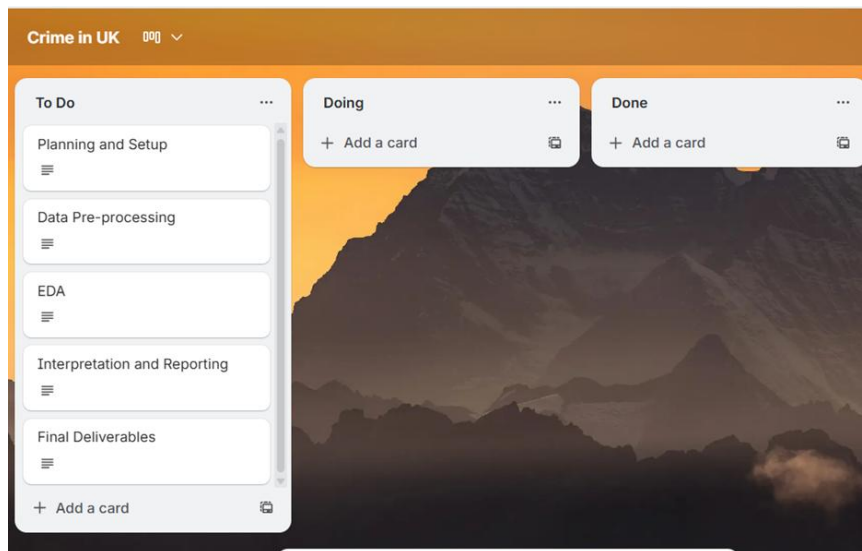 Crime in UK
To Do
Planning and Setup
Data Pre-processing
EDA
Interpretation and Reporting
Final Deliverables
+ Add a card
Doing
+ Add a card
Done
+ Add a card